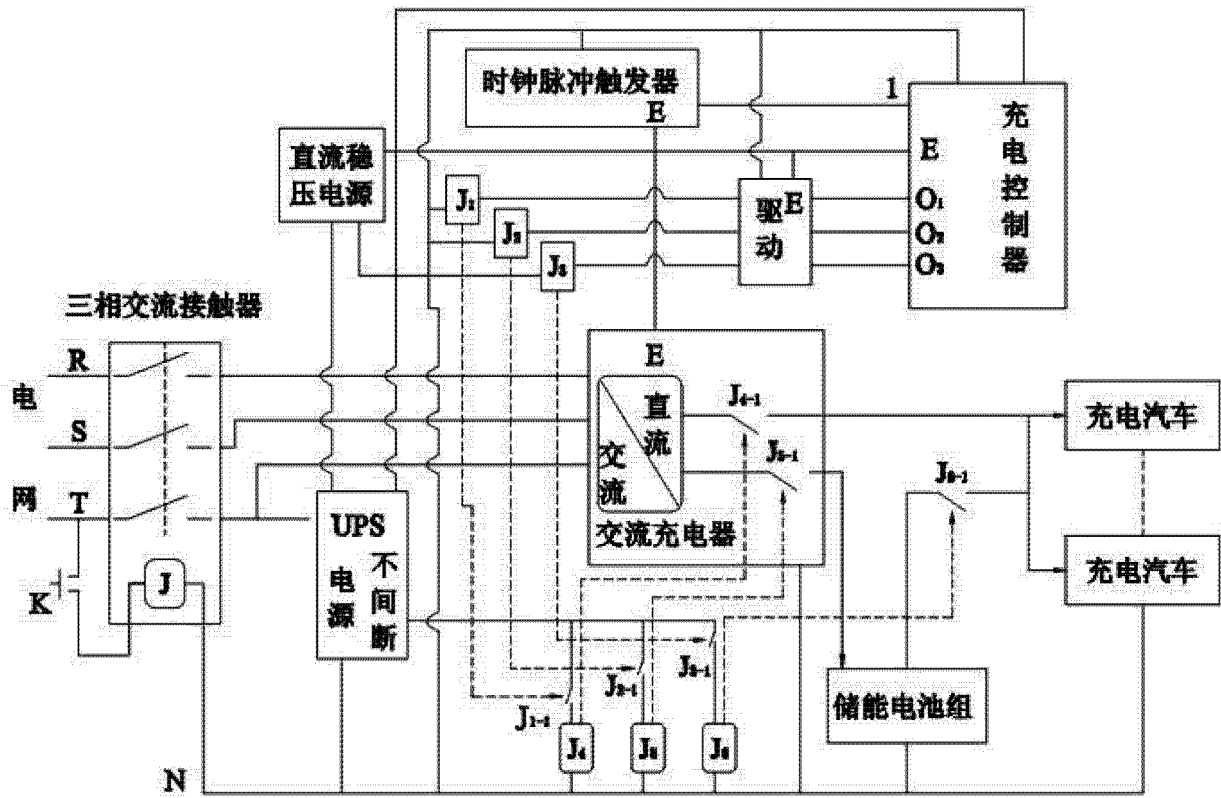 时钟脉冲触发器
E
1
充电控制器
E
O₁
O₂
O₃
直流稳
压电源
J₁
J₂
J₃
驱动
E
三相交流接触器
电网
R
S
T
K
J
N
UPS
不间断
电源
E
直流
交流
交流充电器
J₄₋₁
J₅₋₁
J₆₋₁
充电汽车
充电汽车
储能电池组
J₁₋₁
J₂₋₁
J₃₋₁
J₄
J₅
J₆